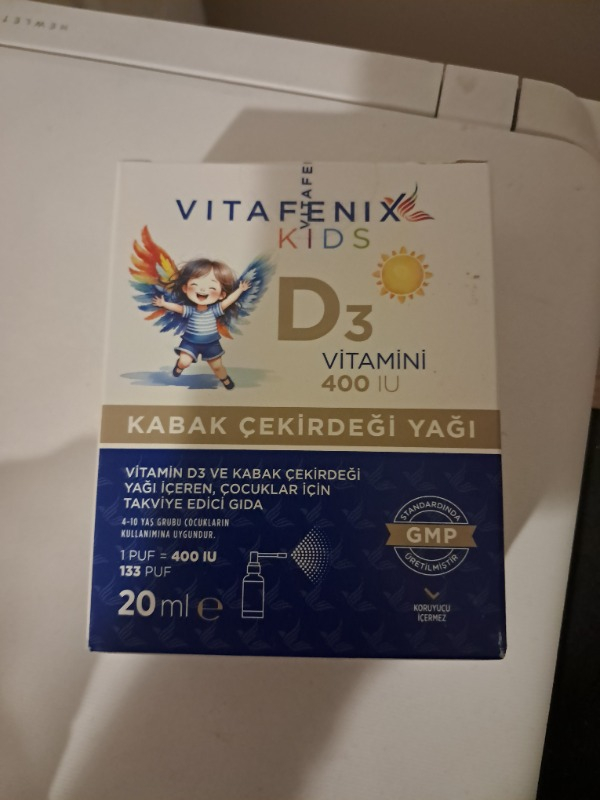 HEWLET
VITAFE
VITAFENIX
KIDS
D3
VİTAMİNİ
400 IU
KABAK ÇEKİRDEĞİ YAĞI
VİTAMİN D3 VE KABAK ÇEKİRDEĞİ
YAĞI İÇEREN, ÇOCUKLAR İÇİN
TAKVİYE EDİCİ GIDA
4-10 YAŞ GRUBU ÇOCUKLARIN
KULLANIMINA UYGUNDUR.
1 PUF = 400 IU
133 PUF
20 ml e
STANDARDINDA
GMP
ÜRETİLMİŞTİR
KORUYUCU
İÇERMEZ